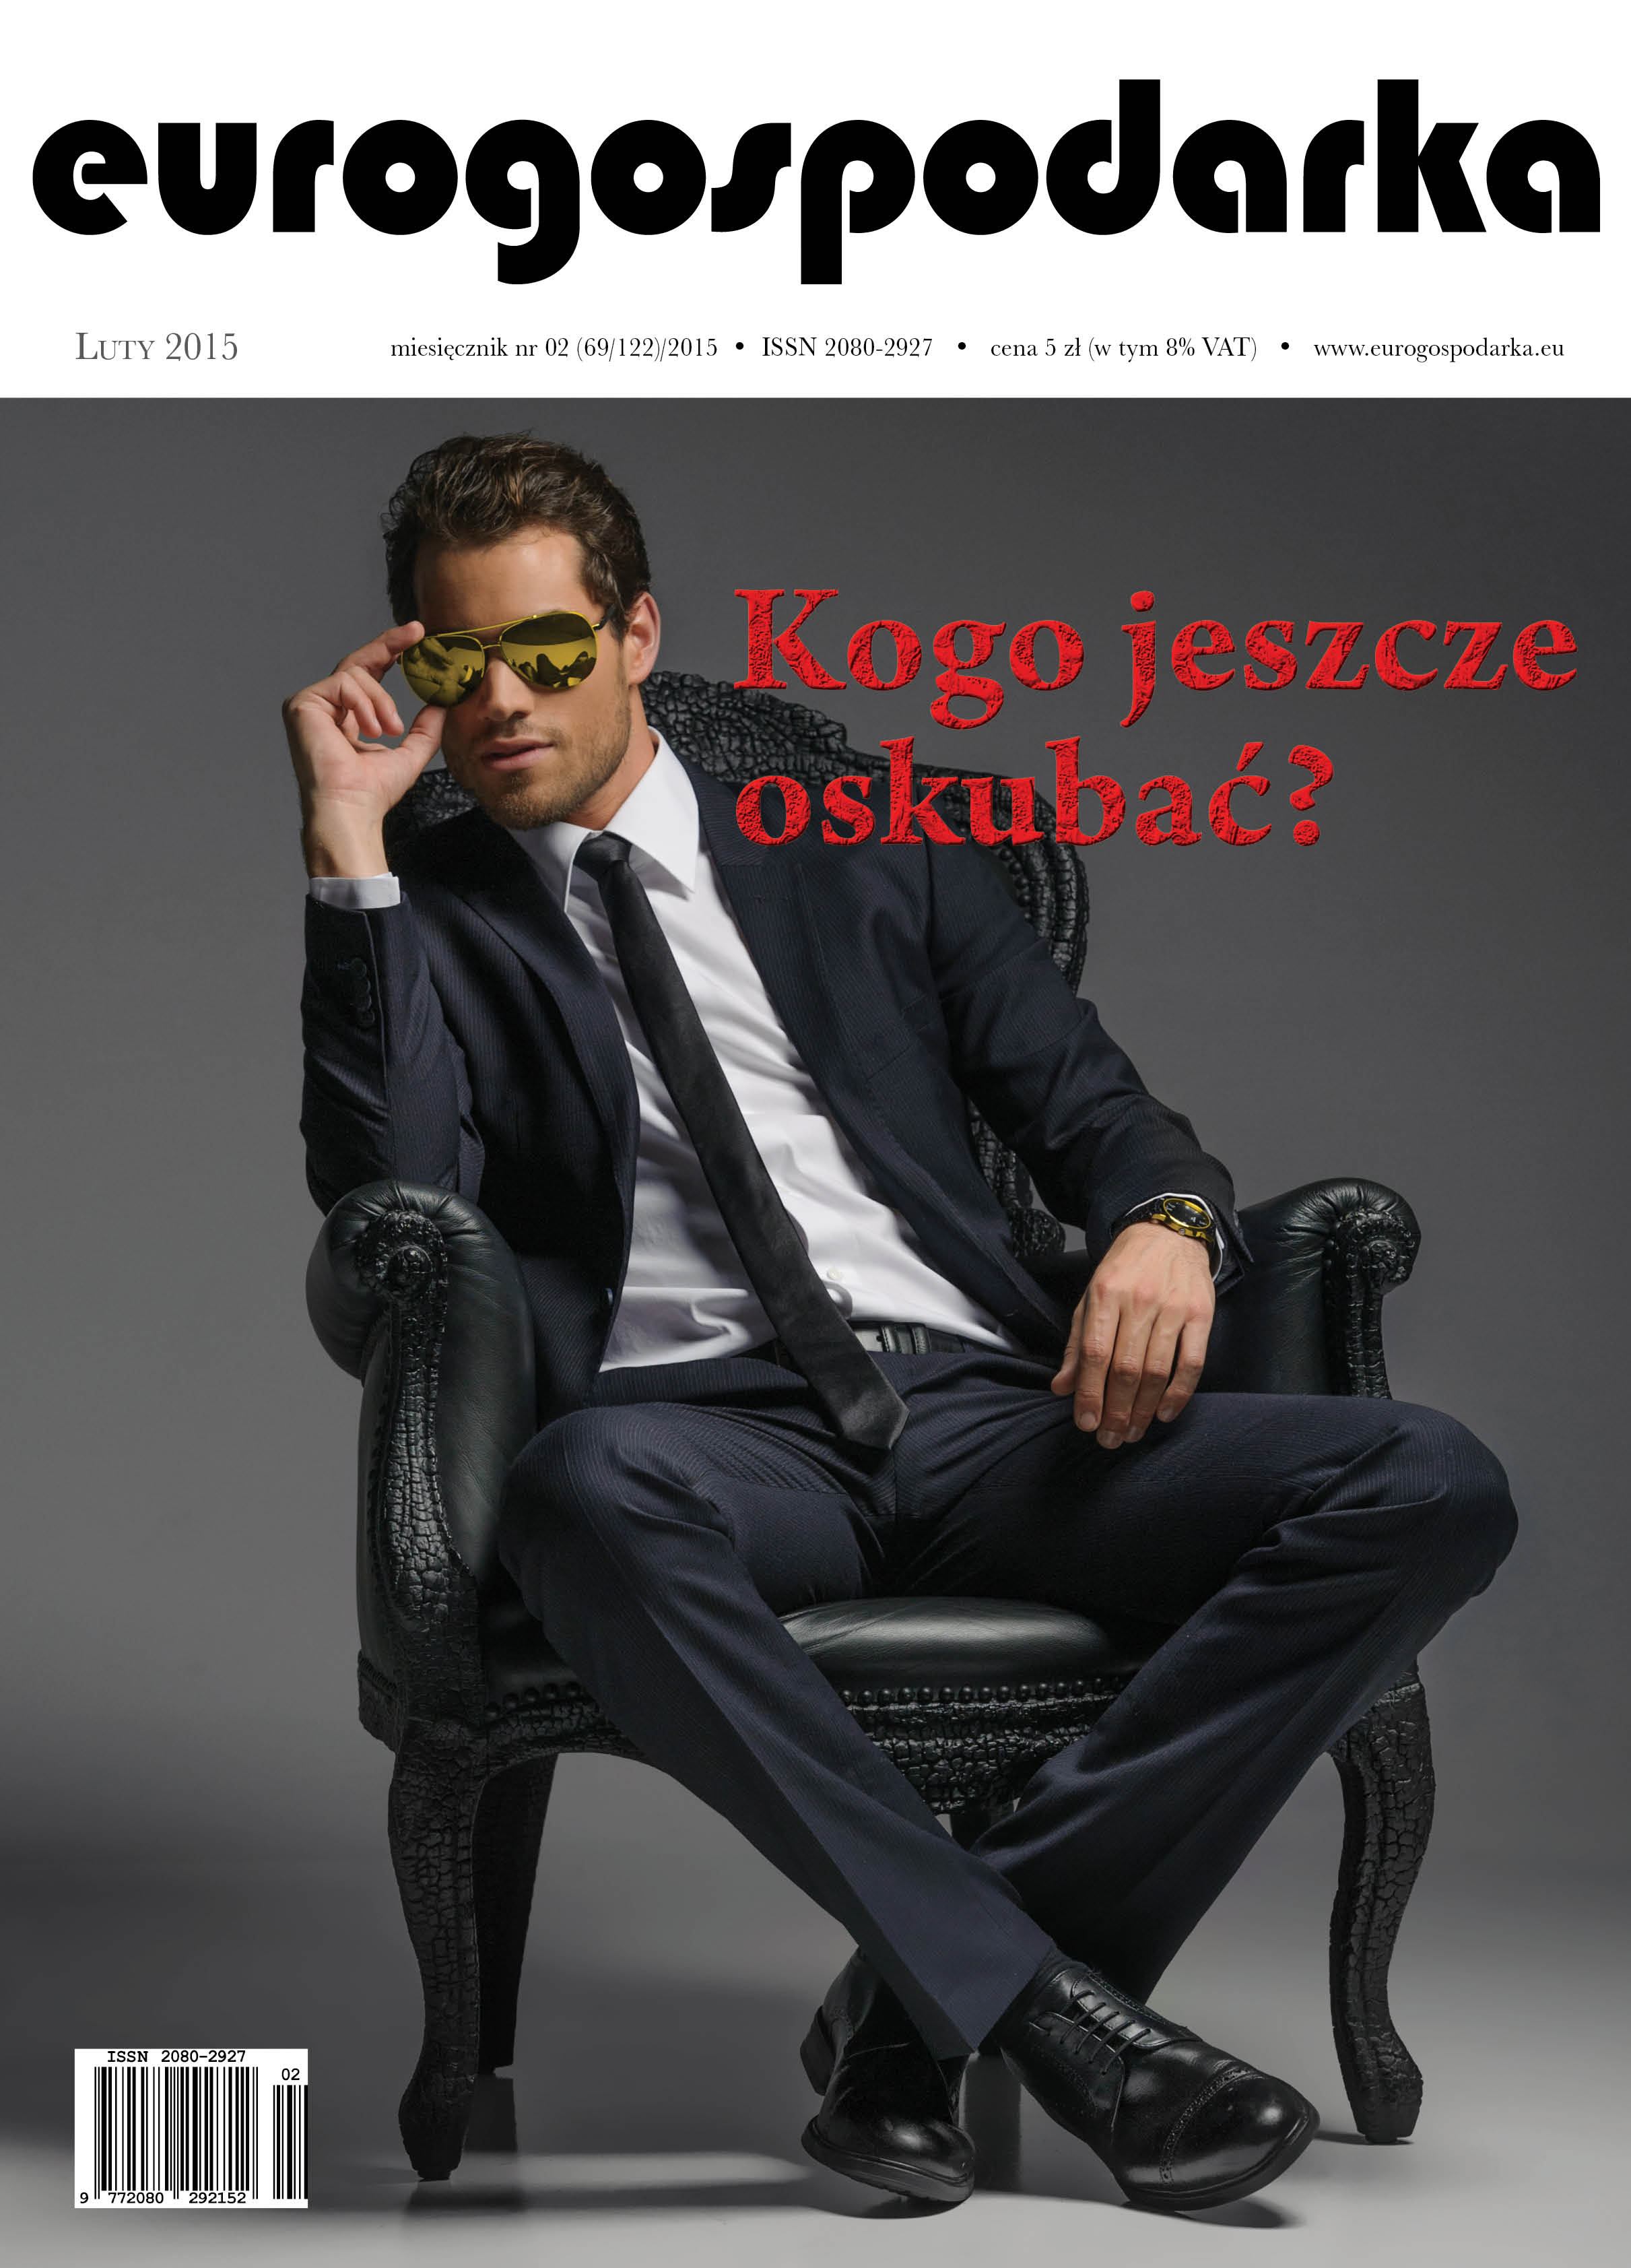 eurogospodarka
Luty 2015 miesięcznik nr 02 (69/122)/2015 • ISSN 2080-2927 • cena 5 zł (w tym 8% VAT) • www.eurogospodarka.eu
Kogo jeszcze
oskubać?
ISSN 2080-2927
02
9 772080 292152